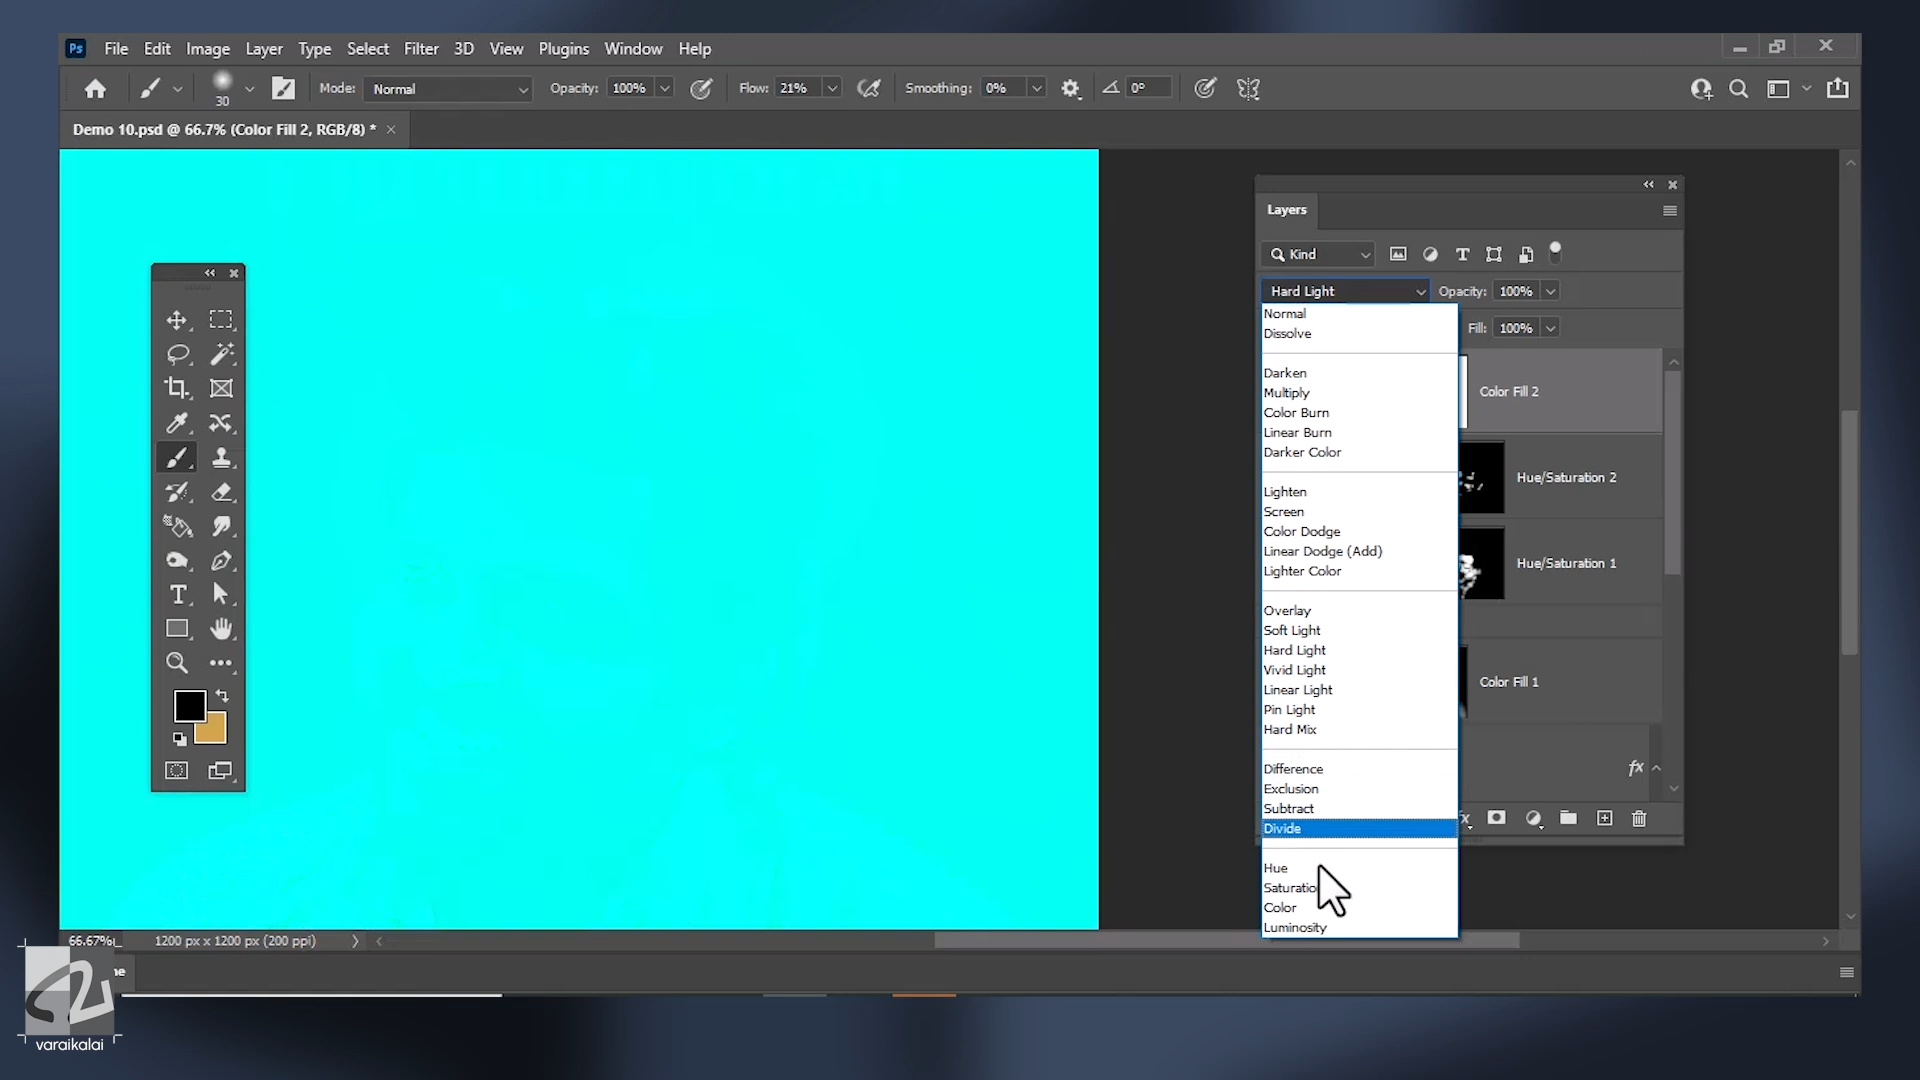 Ps File Edit Image Layer Type Select Filter 3D View Plugins Window Help
30 Mode: Normal Opacity: 100% Flow: 21% Smoothing: 0% 0°
Demo 10.psd @ 66.7% (Color Fill 2, RGB/8) *
Layers
Kind
Hard Light Opacity: 100%
Fill: 100%
Normal
Dissolve
Darken
Multiply
Color Burn
Linear Burn
Darker Color
Lighten
Screen
Color Dodge
Linear Dodge (Add)
Lighter Color
Overlay
Soft Light
Hard Light
Vivid Light
Linear Light
Pin Light
Hard Mix
Difference
Exclusion
Subtract
Divide
Hue
Saturatio
Color
Luminosity
Color Fill 2
Hue/Saturation 2
Hue/Saturation 1
Color Fill 1
fx
66.67% 1200 px x 1200 px (200 ppi)
ne
varaikalai